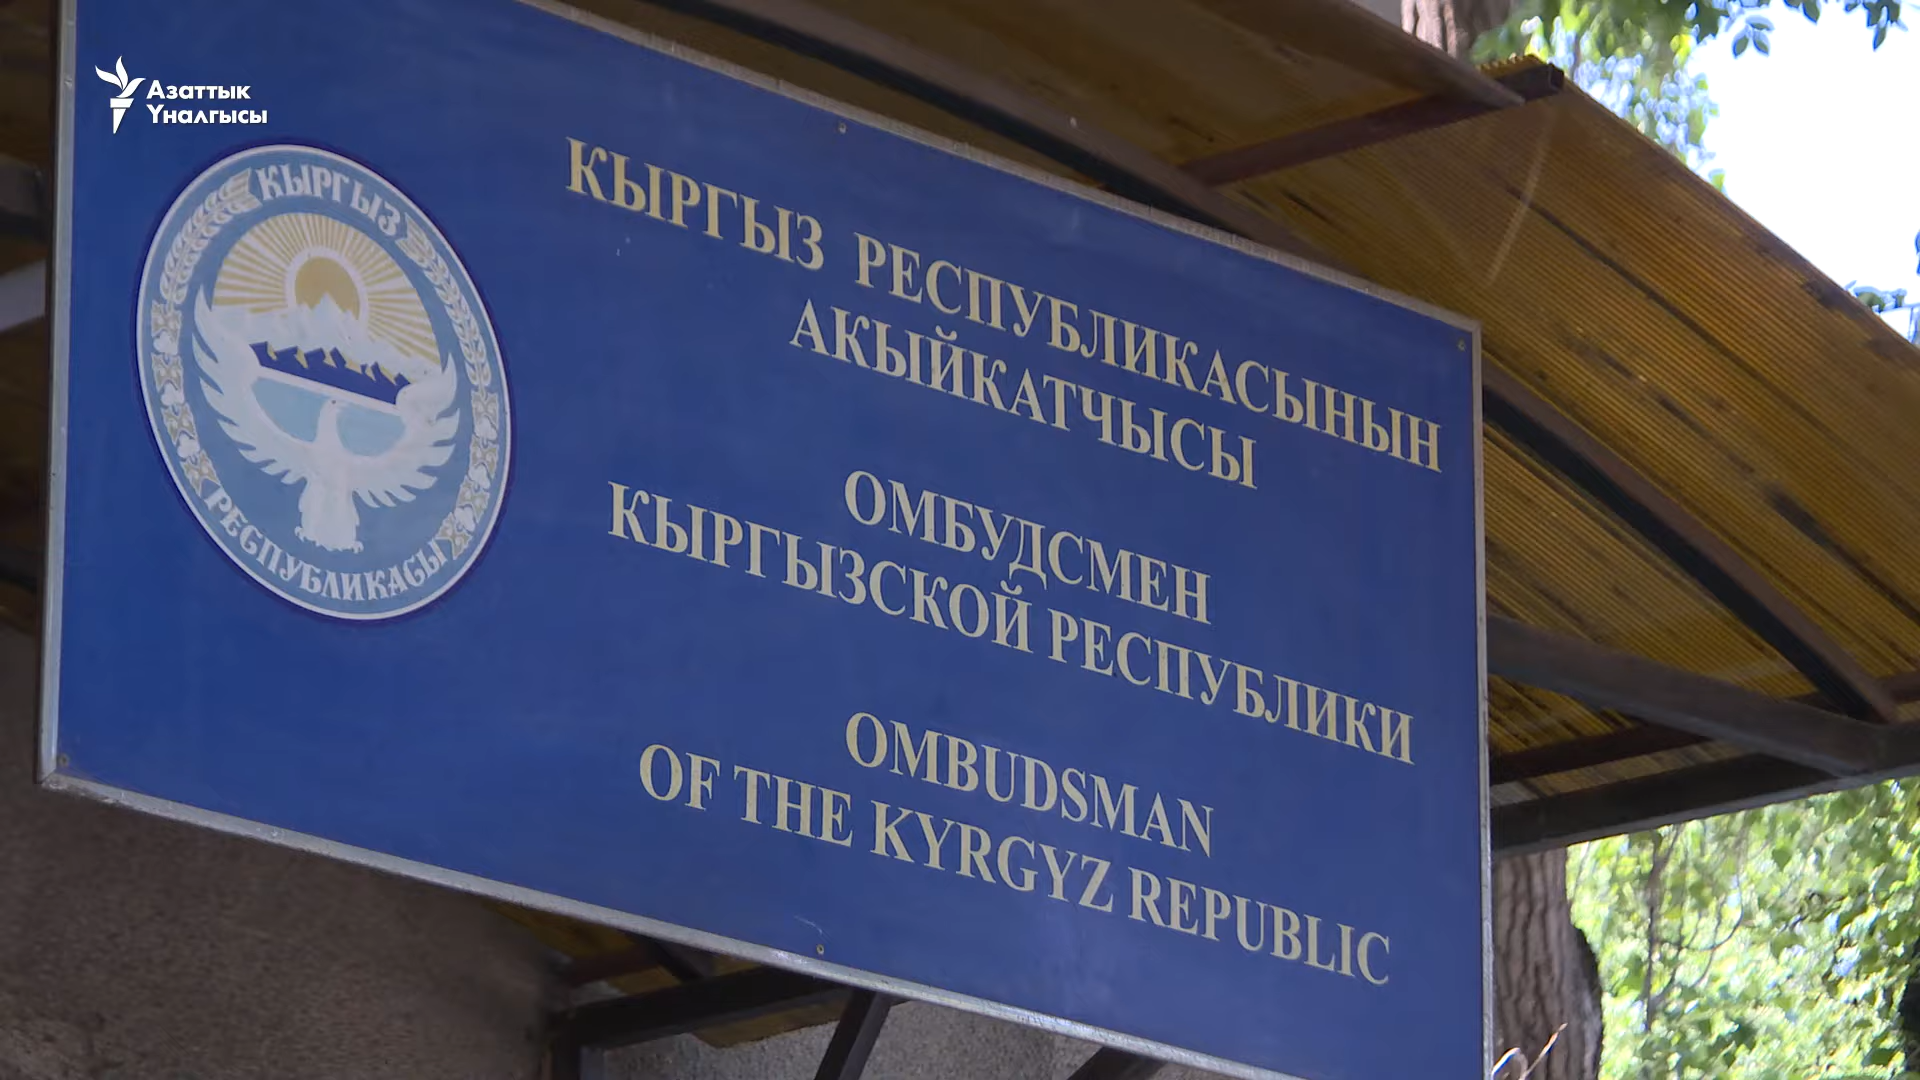 Азаттык
Үналгысы
КЫРГЫЗ
РЕСПУБЛИКАСЫ
КЫРГЫЗ РЕСПУБЛИКАСЫНЫН
АКЫЙКАТЧЫСЫ
ОМБУДСМЕН
КЫРГЫЗСКОЙ РЕСПУБЛИКИ
OMBUDSMAN
OF THE KYRGYZ REPUBLIC